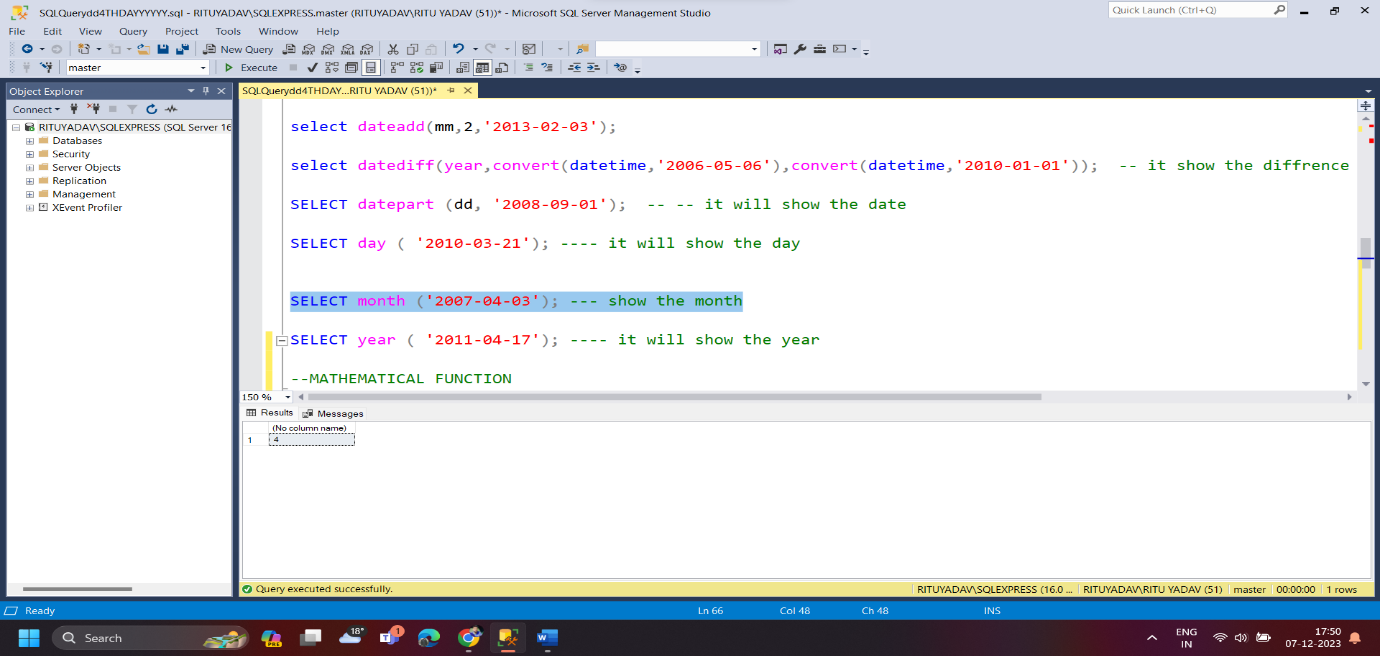 SQLQuerydd4THDAYYYYYY.sql - RITUYADAV\SQLEXPRESS.master (RITUYADAV\RITU YADAV (51))* - Microsoft SQL Server Management Studio
Quick Launch (Ctrl+Q)
File Edit View Query Project Tools Window Help
New Query
master
Execute
Object Explorer
Connect
RITUYADAV\SQLEXPRESS (SQL Server 16
Databases
Security
Server Objects
Replication
Management
XEvent Profiler
SQLQuerydd4THDAY...RITU YADAV (51))*
select dateadd(mm,2,'2013-02-03');
select datediff(year,convert(datetime,'2006-05-06'),convert(datetime,'2010-01-01')); -- it show the diffrence
SELECT datepart (dd, '2008-09-01'); -- -- it will show the date
SELECT day ( '2010-03-21'); ---- it will show the day
SELECT month ('2007-04-03'); --- show the month
SELECT year ( '2011-04-17'); ---- it will show the year
--MATHEMATICAL FUNCTION
150 %
Results Messages
(No column name)
1 4
Query executed successfully.
RITUYADAV\SQLEXPRESS (16.0 ... RITUYADAV\RITU YADAV (51) master 00:00:00 1 rows
Ready Ln 66 Col 48 Ch 48 INS
Search
18°
1
ENG
IN
17:50
07-12-2023